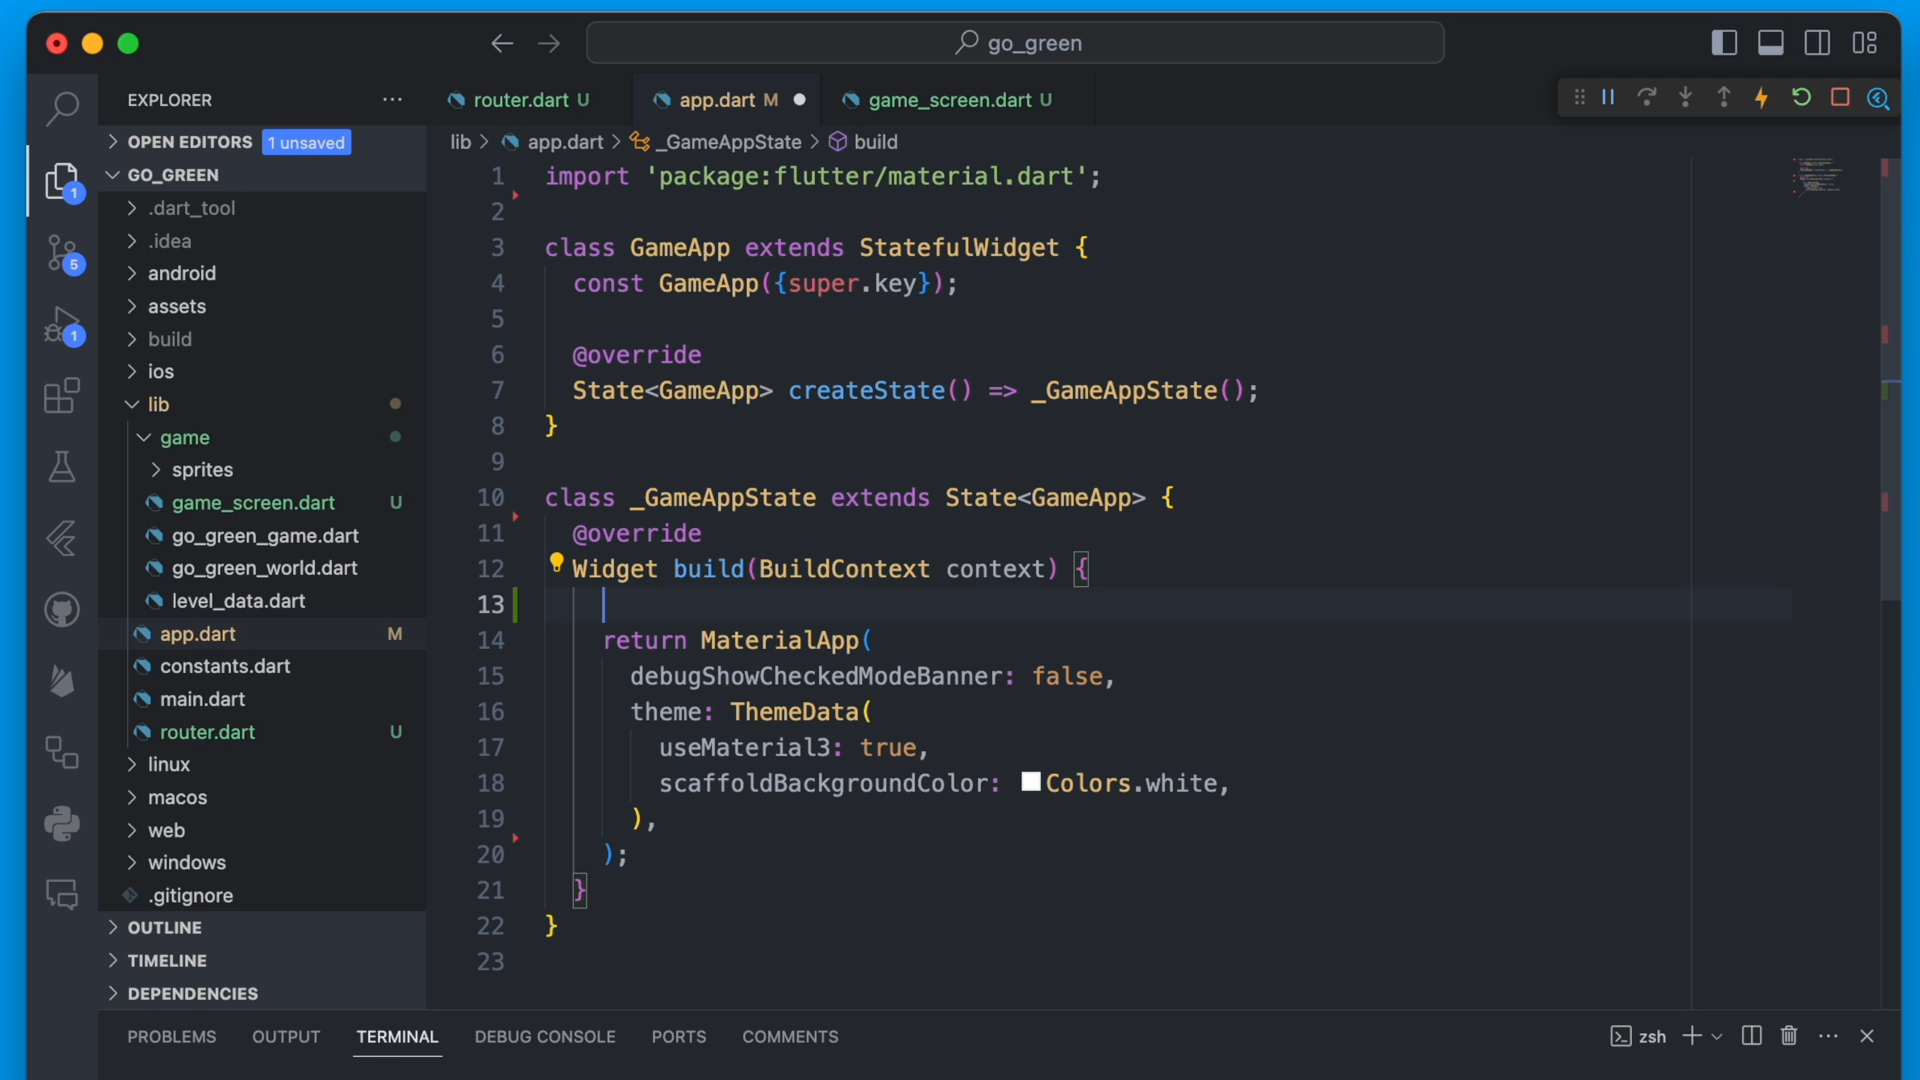 go_green
EXPLORER
router.dart U
app.dart M
game_screen.dart U
OPEN EDITORS 1 unsaved
lib > app.dart > _GameAppState > build
GO_GREEN
.dart_tool
.idea
android
assets
build
ios
lib
game
sprites
game_screen.dart U
go_green_game.dart
go_green_world.dart
level_data.dart
app.dart M
constants.dart
main.dart
router.dart U
linux
macos
web
windows
.gitignore
OUTLINE
TIMELINE
DEPENDENCIES
1
5
1
1 import 'package:flutter/material.dart';
2
3 class GameApp extends StatefulWidget {
4 const GameApp({super.key});
5
6 @override
7 State<GameApp> createState() => _GameAppState();
8 }
9
10 class _GameAppState extends State<GameApp> {
11 @override
12 Widget build(BuildContext context) {
13
14 return MaterialApp(
15 debugShowCheckedModeBanner: false,
16 theme: ThemeData(
17 useMaterial3: true,
18 scaffoldBackgroundColor: Colors.white,
19 ),
20 );
21 }
22 }
23
PROBLEMS OUTPUT TERMINAL DEBUG CONSOLE PORTS COMMENTS
zsh